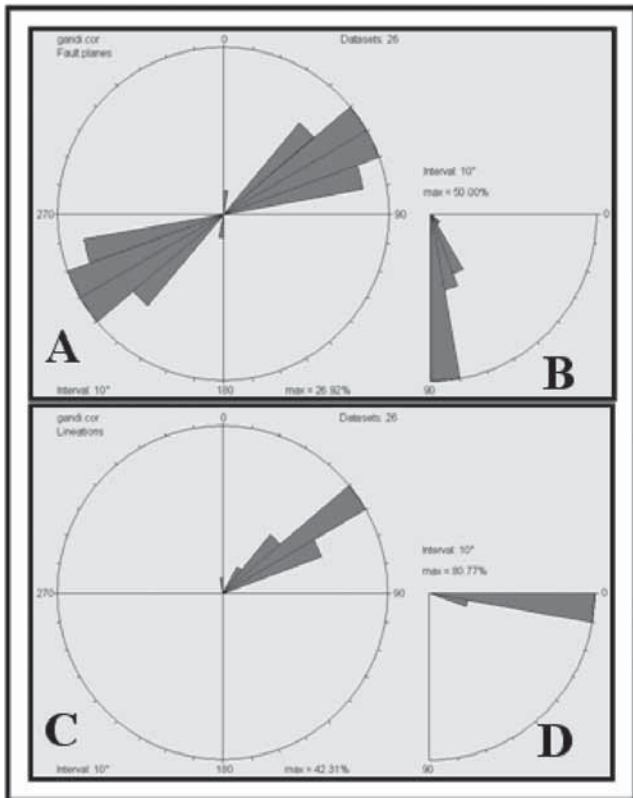 gandi.cor
Fault planes
Datasets: 26
0
270
90
180
Interval: 10°
max = 26.92%
A
Interval: 10°
max = 50.00%
0
90
B
gandi.cor
Lineations
Datasets: 26
0
270
90
180
Interval: 10°
max = 42.31%
C
Interval: 10°
max = 80.77%
0
90
D